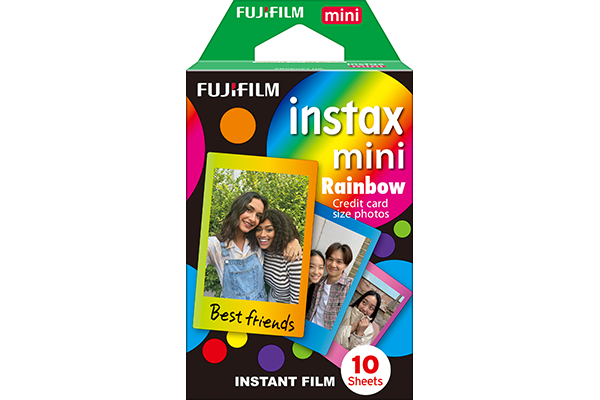 FUJIFILM mini
FUJIFILM
instax
mini
Rainbow
Credit card
size photos
Best friends
INSTANT FILM
10
Sheets